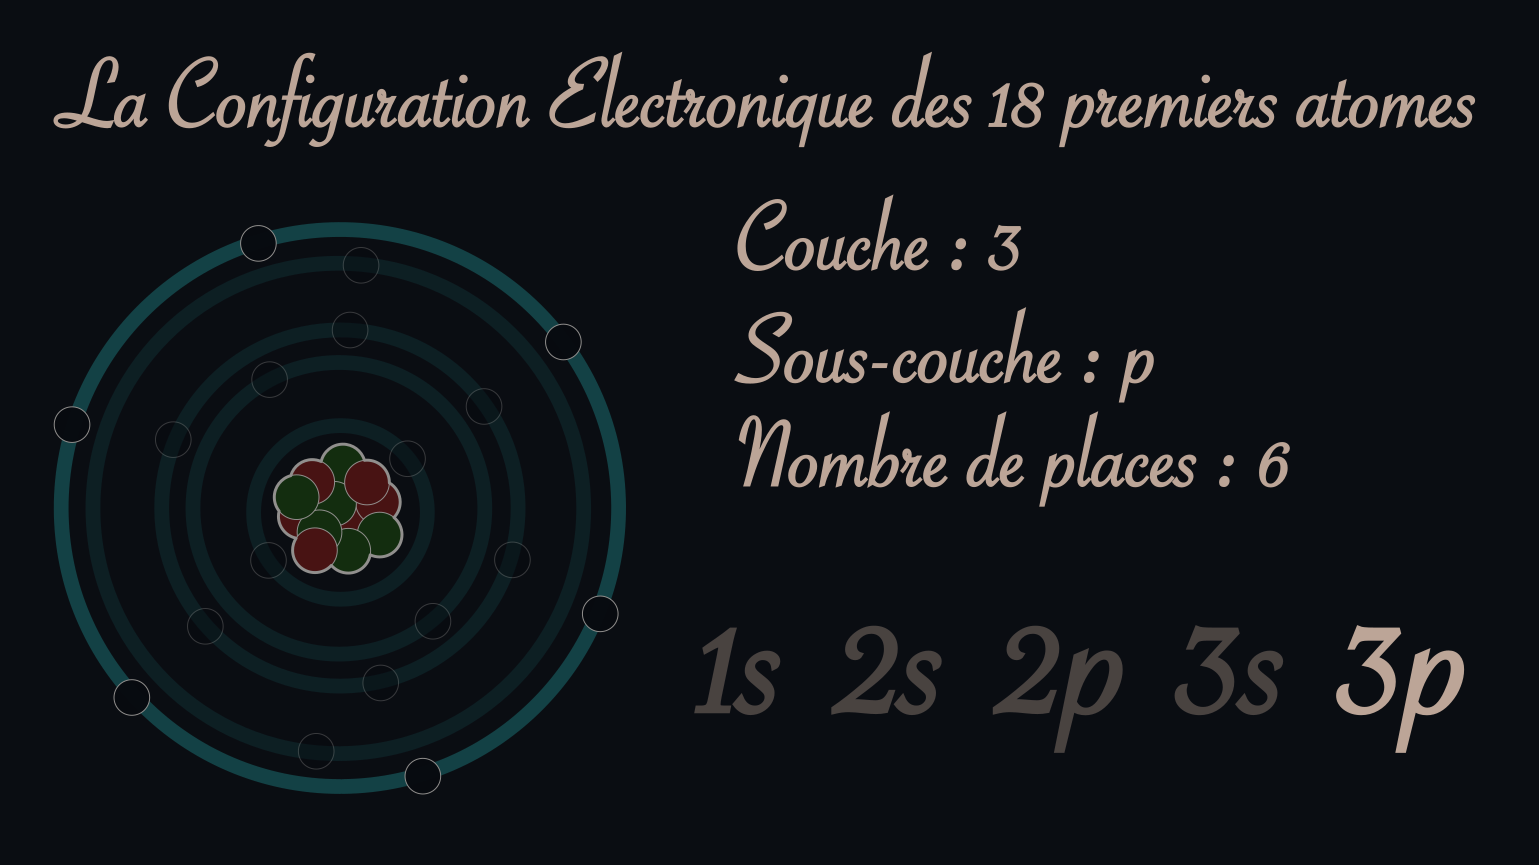 La Configuration Electronique des 18 premiers atomes
Couche : 3
Sous-couche : p
Nombre de places : 6
1s 2s 2p 3s 3p